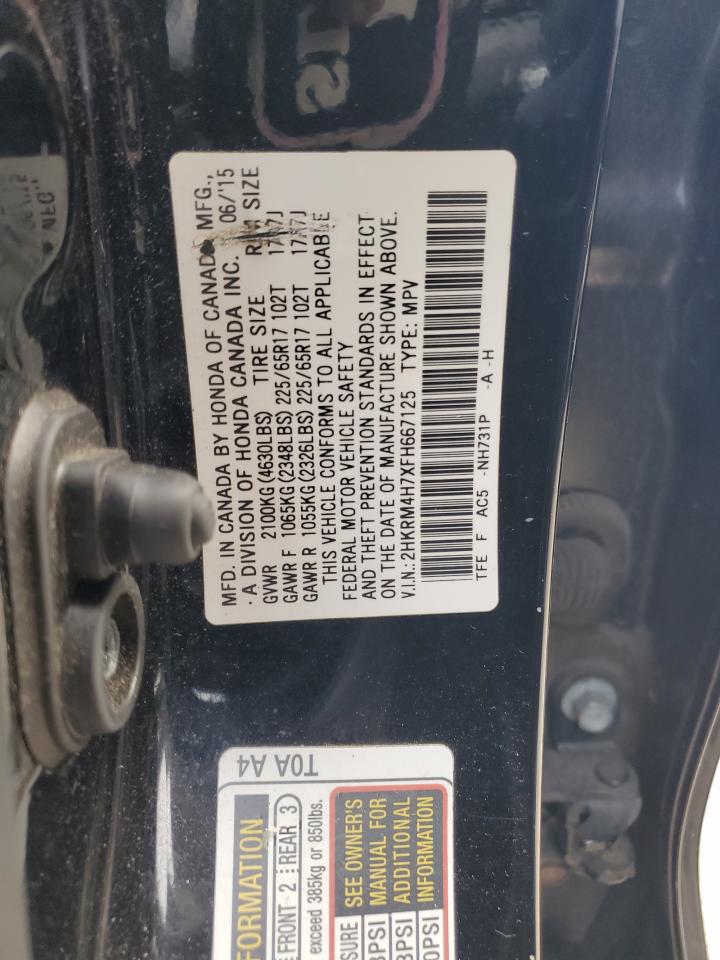 MFD. IN CANADA BY HONDA OF CANADA MFG.,
A DIVISION OF HONDA CANADA INC. 06/'15
GVWR 2100KG(4630LBS) TIRE SIZE RIM SIZE
GAWR F 1065KG(2348LBS) 225/65R17 102T 17X7J
GAWR R 1055KG(2326LBS) 225/65R17 102T 17X7J
THIS VEHICLE CONFORMS TO ALL APPLICABLE
FEDERAL MOTOR VEHICLE SAFETY
AND THEFT PREVENTION STANDARDS IN EFFECT
ON THE DATE OF MANUFACTURE SHOWN ABOVE.
V.I.N.: 2HKRM4H7XFH667125 TYPE: MPV
TFE F AC5 -NH731P -A -H
T0A A4
FORMATION
FRONT 2 REAR 3
exceed 385kg or 850lbs.
SEE OWNER'S
MANUAL FOR
ADDITIONAL
INFORMATION